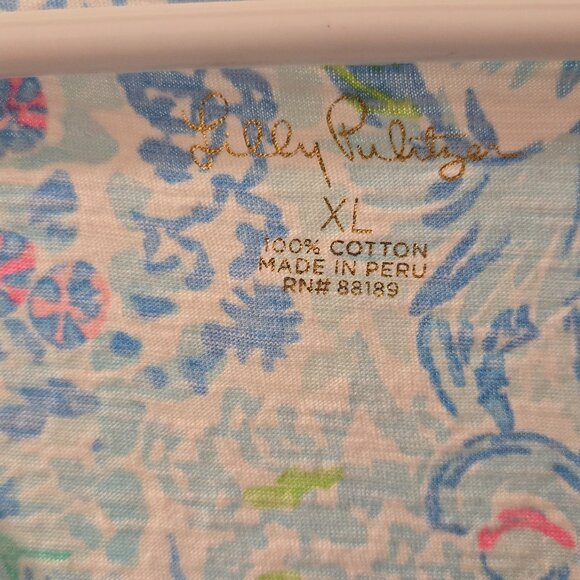 Lilly Pulitzer
XL
100% COTTON
MADE IN PERU
RN# 88189